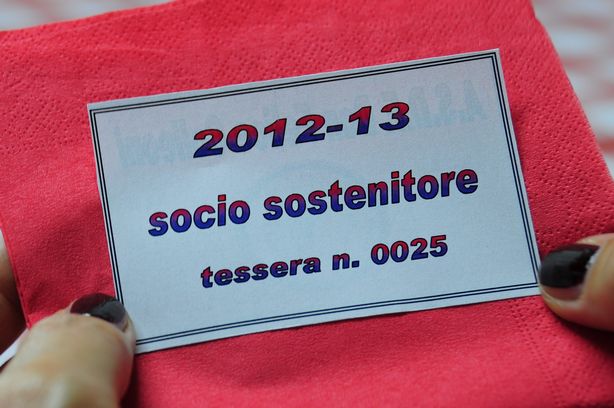 2012-13
socio sostenitore
tessera n. 0025